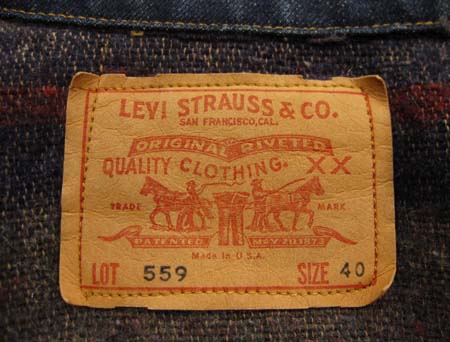 LEVI STRAUSS & CO.
SAN FRANCISCO, CAL.
ORIGINAL RIVETED
QUALITY CLOTHING. XX
TRADE MARK
PATENTED MAY 20 1873
Made in U.S.A.
LOT 559 SIZE 40